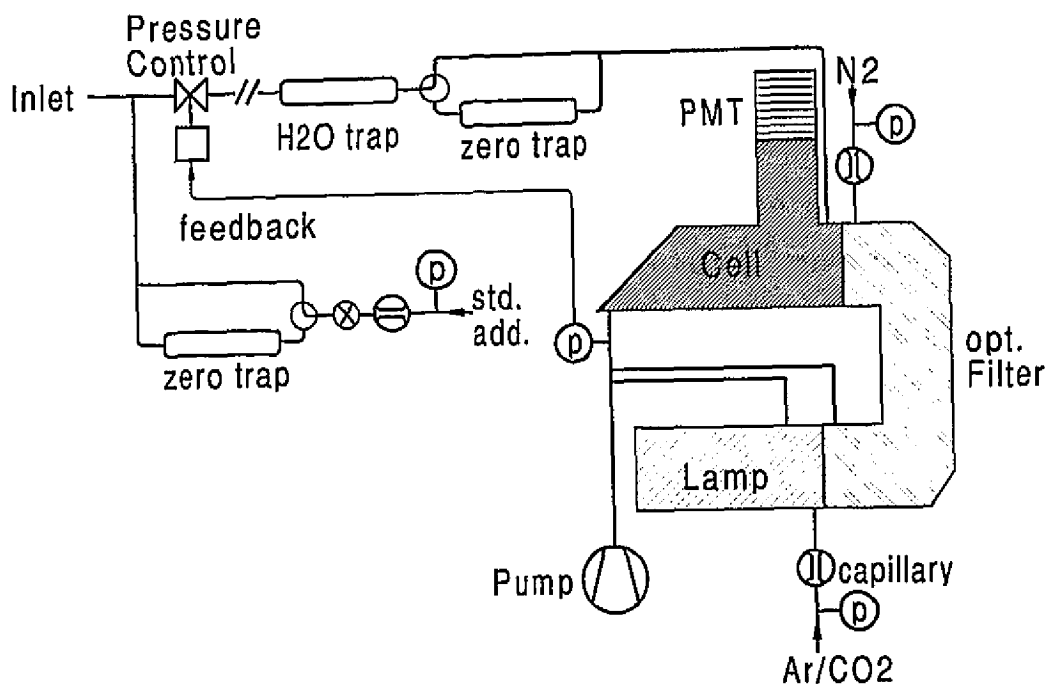 Pressure
Control
Inlet
H2O trap
zero trap
PMT
N2
p
feedback
Cell
p
std.
add.
zero trap
p
opt.
Filter
Lamp
Pump
capillary
p
Ar/CO2